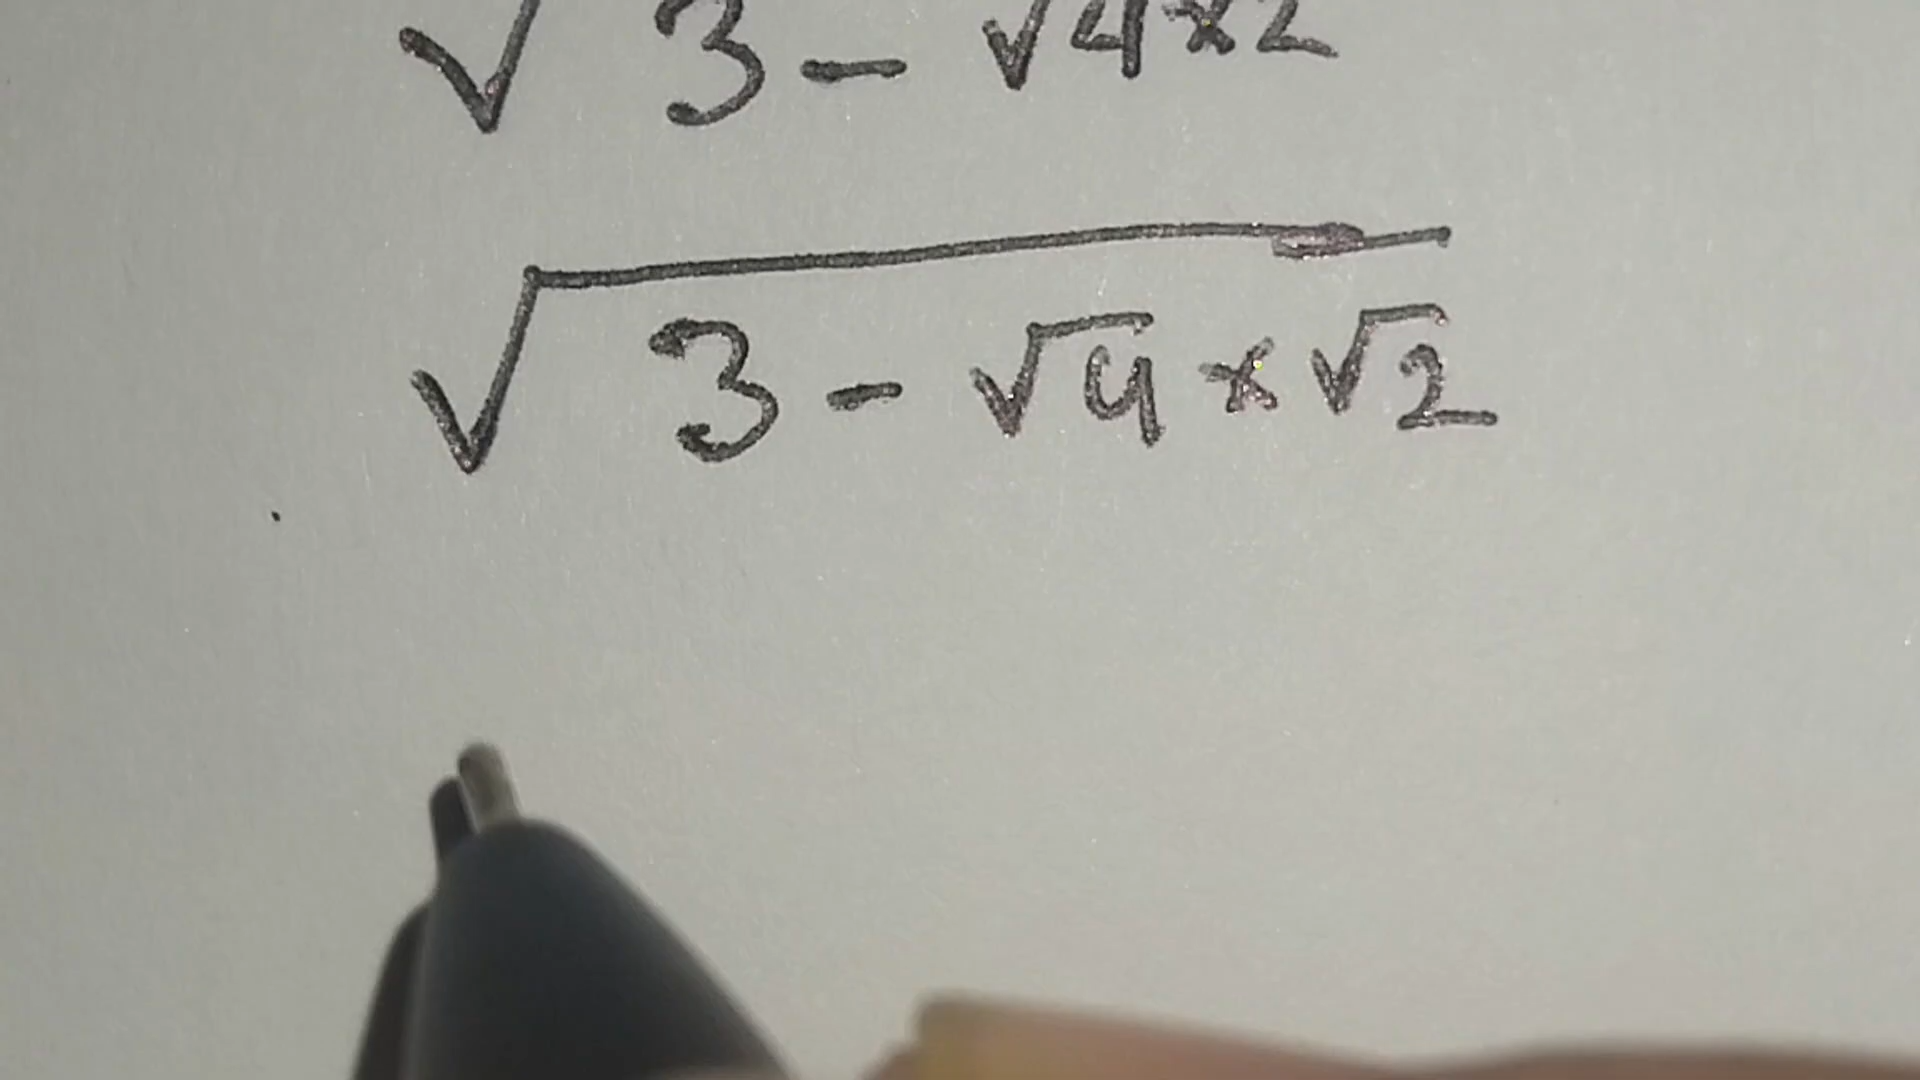 √ 3 - √4×2
√ 3 - √4 × √2